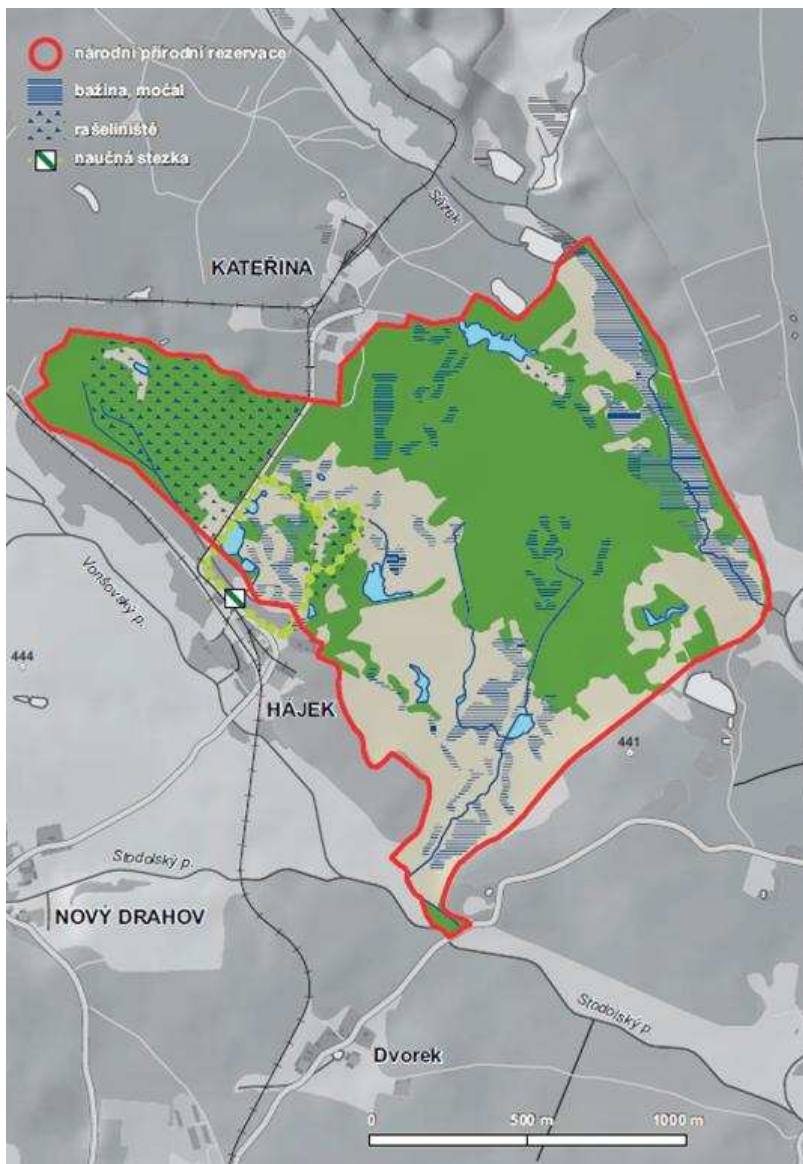 národní přírodní rezervace
bažina, močál
rašeliniště
naučná stezka
Sázek
KATEŘINA
Vonšovský p.
444
HÁJEK
441
Stodolský p.
NOVÝ DRAHOV
Stodolský p.
Dvorek
0 500 m 1000 m